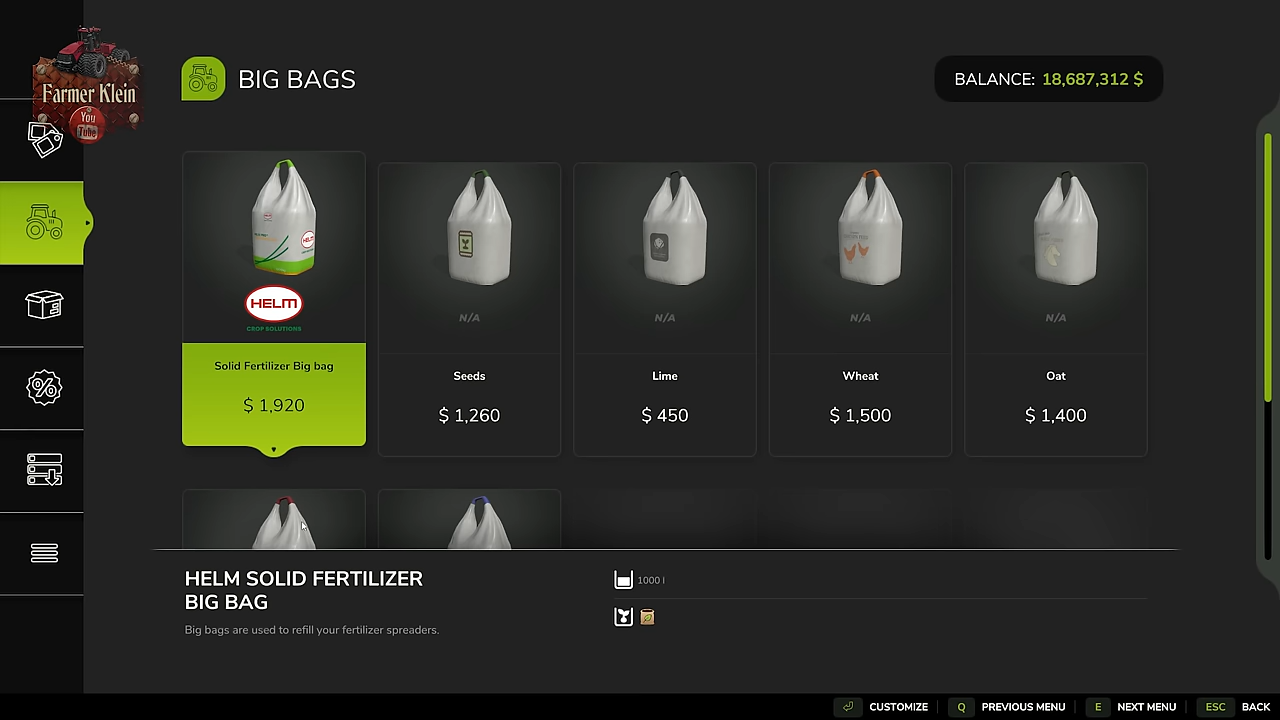 Farmer Klein
You
Tube
BIG BAGS
BALANCE: 18,687,312 $
HELM
HELM
CROP SOLUTIONS
N/A
N/A
N/A
N/A
Solid Fertilizer Big bag
Seeds
Lime
Wheat
Oat
$ 1,920
$ 1,260
$ 450
$ 1,500
$ 1,400
HELM SOLID FERTILIZER
BIG BAG
Big bags are used to refill your fertilizer spreaders.
1000 l
CUSTOMIZE
Q PREVIOUS MENU
E NEXT MENU
ESC BACK